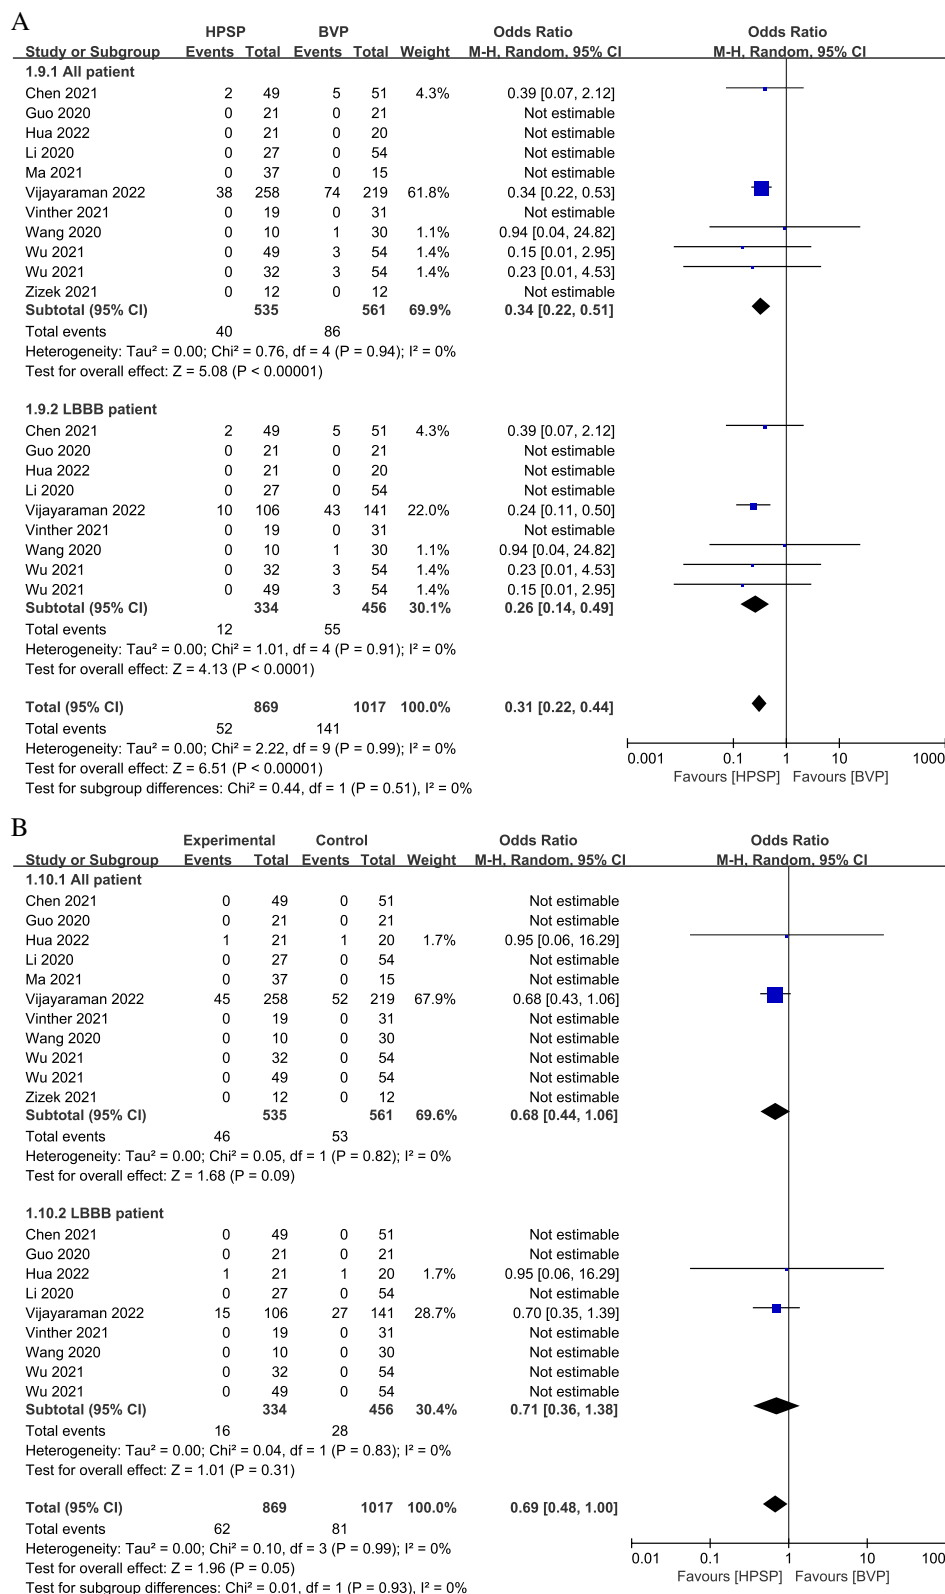 A
HPSP BVP Odds Ratio Odds Ratio
Study or Subgroup Events Total Events Total Weight M-H, Random, 95% CI M-H, Random, 95% CI
1.9.1 All patient
Chen 2021 2 49 5 51 4.3% 0.39 [0.07, 2.12]
Guo 2020 0 21 0 21 Not estimable
Hua 2022 0 21 0 20 Not estimable
Li 2020 0 27 0 54 Not estimable
Ma 2021 0 37 0 15 Not estimable
Vijayaraman 2022 38 258 74 219 61.8% 0.34 [0.22, 0.53]
Vinther 2021 0 19 0 31 Not estimable
Wang 2020 0 10 1 30 1.1% 0.94 [0.04, 24.82]
Wu 2021 0 49 3 54 1.4% 0.15 [0.01, 2.95]
Wu 2021 0 32 3 54 1.4% 0.23 [0.01, 4.53]
Zizek 2021 0 12 0 12 Not estimable
Subtotal (95% CI) 535 561 69.9% 0.34 [0.22, 0.51]
Total events 40 86
Heterogeneity: Tau² = 0.00; Chi² = 0.76, df = 4 (P = 0.94); I² = 0%
Test for overall effect: Z = 5.08 (P < 0.00001)
1.9.2 LBBB patient
Chen 2021 2 49 5 51 4.3% 0.39 [0.07, 2.12]
Guo 2020 0 21 0 21 Not estimable
Hua 2022 0 21 0 20 Not estimable
Li 2020 0 27 0 54 Not estimable
Vijayaraman 2022 10 106 43 141 22.0% 0.24 [0.11, 0.50]
Vinther 2021 0 19 0 31 Not estimable
Wang 2020 0 10 1 30 1.1% 0.94 [0.04, 24.82]
Wu 2021 0 32 3 54 1.4% 0.23 [0.01, 4.53]
Wu 2021 0 49 3 54 1.4% 0.15 [0.01, 2.95]
Subtotal (95% CI) 334 456 30.1% 0.26 [0.14, 0.49]
Total events 12 55
Heterogeneity: Tau² = 0.00; Chi² = 1.01, df = 4 (P = 0.91); I² = 0%
Test for overall effect: Z = 4.13 (P < 0.0001)
Total (95% CI) 869 1017 100.0% 0.31 [0.22, 0.44]
Total events 52 141
Heterogeneity: Tau² = 0.00; Chi² = 2.22, df = 9 (P = 0.99); I² = 0%
Test for overall effect: Z = 6.51 (P < 0.00001)
Test for subgroup differences: Chi² = 0.44, df = 1 (P = 0.51), I² = 0%
0.001 0.1 1 10 1000
Favours [HPSP] Favours [BVP]
B
Experimental Control Odds Ratio Odds Ratio
Study or Subgroup Events Total Events Total Weight M-H, Random, 95% CI M-H, Random, 95% CI
1.10.1 All patient
Chen 2021 0 49 0 51 Not estimable
Guo 2020 0 21 0 21 Not estimable
Hua 2022 1 21 1 20 1.7% 0.95 [0.06, 16.29]
Li 2020 0 27 0 54 Not estimable
Ma 2021 0 37 0 15 Not estimable
Vijayaraman 2022 45 258 52 219 67.9% 0.68 [0.43, 1.06]
Vinther 2021 0 19 0 31 Not estimable
Wang 2020 0 10 0 30 Not estimable
Wu 2021 0 32 0 54 Not estimable
Wu 2021 0 49 0 54 Not estimable
Zizek 2021 0 12 0 12 Not estimable
Subtotal (95% CI) 535 561 69.6% 0.68 [0.44, 1.06]
Total events 46 53
Heterogeneity: Tau² = 0.00; Chi² = 0.05, df = 1 (P = 0.82); I² = 0%
Test for overall effect: Z = 1.68 (P = 0.09)
1.10.2 LBBB patient
Chen 2021 0 49 0 51 Not estimable
Guo 2020 0 21 0 21 Not estimable
Hua 2022 1 21 1 20 1.7% 0.95 [0.06, 16.29]
Li 2020 0 27 0 54 Not estimable
Vijayaraman 2022 15 106 27 141 28.7% 0.70 [0.35, 1.39]
Vinther 2021 0 19 0 31 Not estimable
Wang 2020 0 10 0 30 Not estimable
Wu 2021 0 32 0 54 Not estimable
Wu 2021 0 49 0 54 Not estimable
Subtotal (95% CI) 334 456 30.4% 0.71 [0.36, 1.38]
Total events 16 28
Heterogeneity: Tau² = 0.00; Chi² = 0.04, df = 1 (P = 0.83); I² = 0%
Test for overall effect: Z = 1.01 (P = 0.31)
Total (95% CI) 869 1017 100.0% 0.69 [0.48, 1.00]
Total events 62 81
Heterogeneity: Tau² = 0.00; Chi² = 0.10, df = 3 (P = 0.99); I² = 0%
Test for overall effect: Z = 1.96 (P = 0.05)
Test for subgroup differences: Chi² = 0.01, df = 1 (P = 0.93), I² = 0%
0.01 0.1 1 10 100
Favours [HPSP] Favours [BVP]